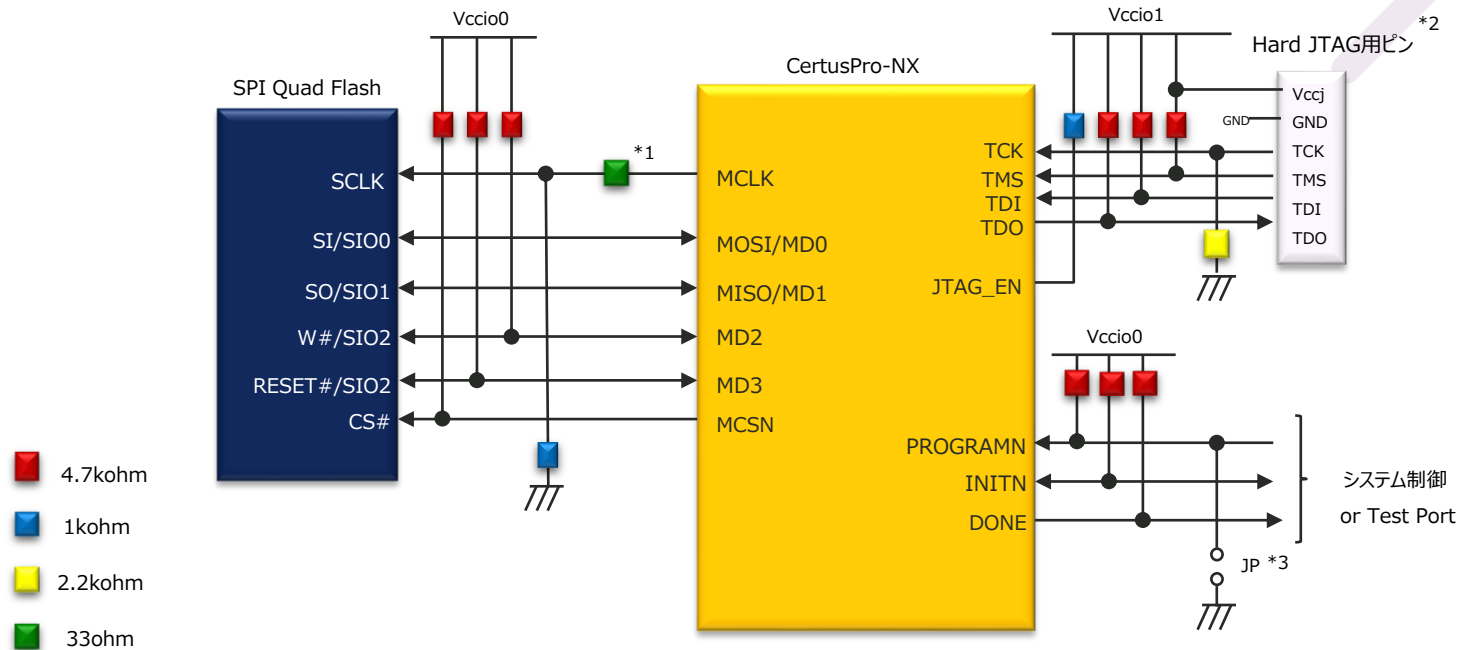 Vccio0
Vccio1
*2
Hard JTAG用ピン
CertusPro-NX
SPI Quad Flash
Vccj
GND
GND
TCK
TMS
TDI
TDO
*1
SCLK
SI/SIO0
SO/SIO1
W#/SIO2
RESET#/SIO2
CS#
MCLK
MOSI/MD0
MISO/MD1
MD2
MD3
MCSN
TCK
TMS
TDI
TDO
JTAG_EN
Vccio0
PROGRAMN
INITN
DONE
システム制御
or Test Port
JP *3
4.7kohm
1kohm
2.2kohm
33ohm